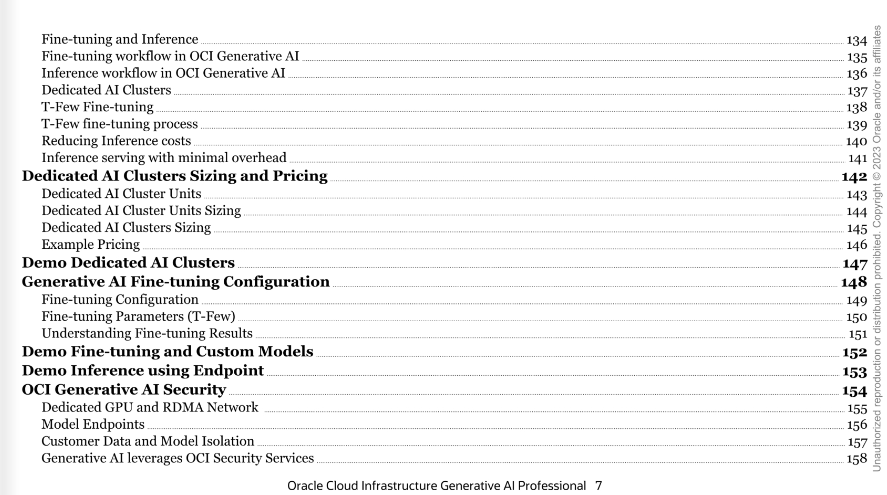 Fine-tuning and Inference 134
Fine-tuning workflow in OCI Generative AI 135
Inference workflow in OCI Generative AI 136
Dedicated AI Clusters 137
T-Few Fine-tuning 138
T-Few fine-tuning process 139
Reducing Inference costs 140
Inference serving with minimal overhead 141
Dedicated AI Clusters Sizing and Pricing 142
Dedicated AI Cluster Units 143
Dedicated AI Cluster Units Sizing 144
Dedicated AI Clusters Sizing 145
Example Pricing 146
Demo Dedicated AI Clusters 147
Generative AI Fine-tuning Configuration 148
Fine-tuning Configuration 149
Fine-tuning Parameters (T-Few) 150
Understanding Fine-tuning Results 151
Demo Fine-tuning and Custom Models 152
Demo Inference using Endpoint 153
OCI Generative AI Security 154
Dedicated GPU and RDMA Network 155
Model Endpoints 156
Customer Data and Model Isolation 157
Generative AI leverages OCI Security Services 158
Oracle Cloud Infrastructure Generative AI Professional 7
Unauthorized reproduction or distribution prohibited. Copyright © 2023 Oracle and/or its affiliates